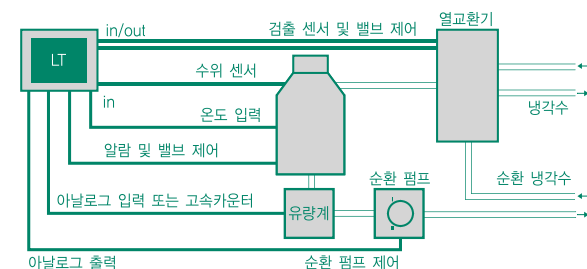 in/out
검출 센서 및 밸브 제어
열교환기
LT
수위 센서
in
냉각수
온도 입력
알람 및 밸브 제어
순환 펌프
순환 냉각수
아날로그 입력 또는 고속카운터
유량계
아날로그 출력
순환 펌프 제어